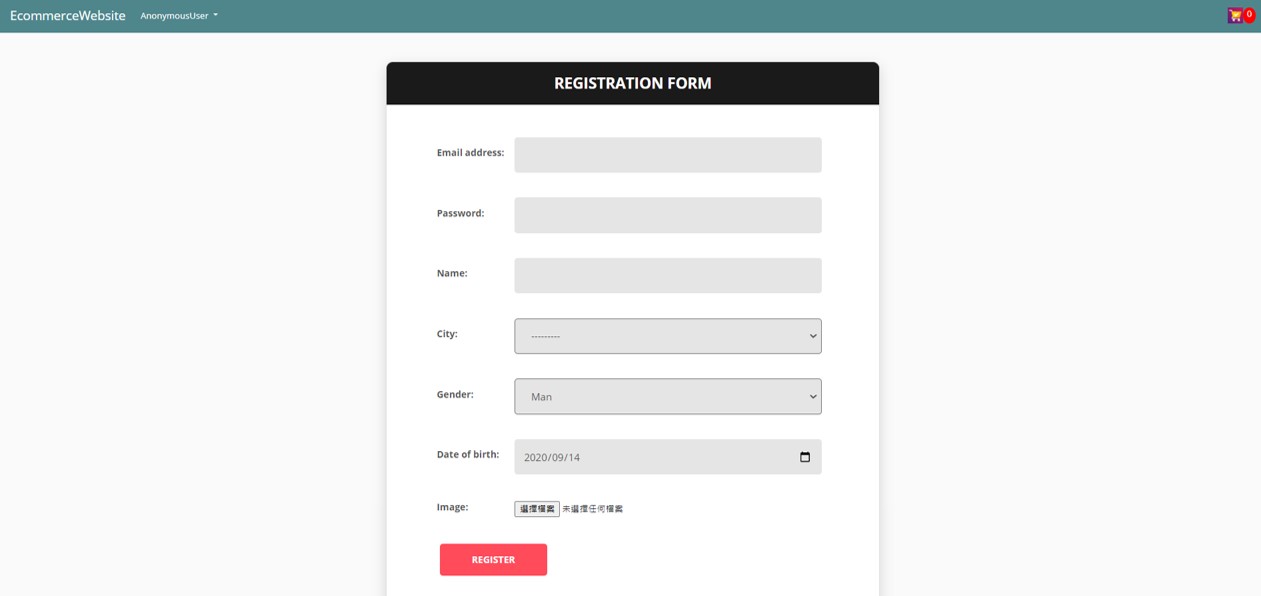 EcommerceWebsite AnonymousUser 0
REGISTRATION FORM
Email address:
Password:
Name:
City: ---------
Gender: Man
Date of birth: 2020/09/14
Image: 選擇檔案 未選擇任何檔案
REGISTER